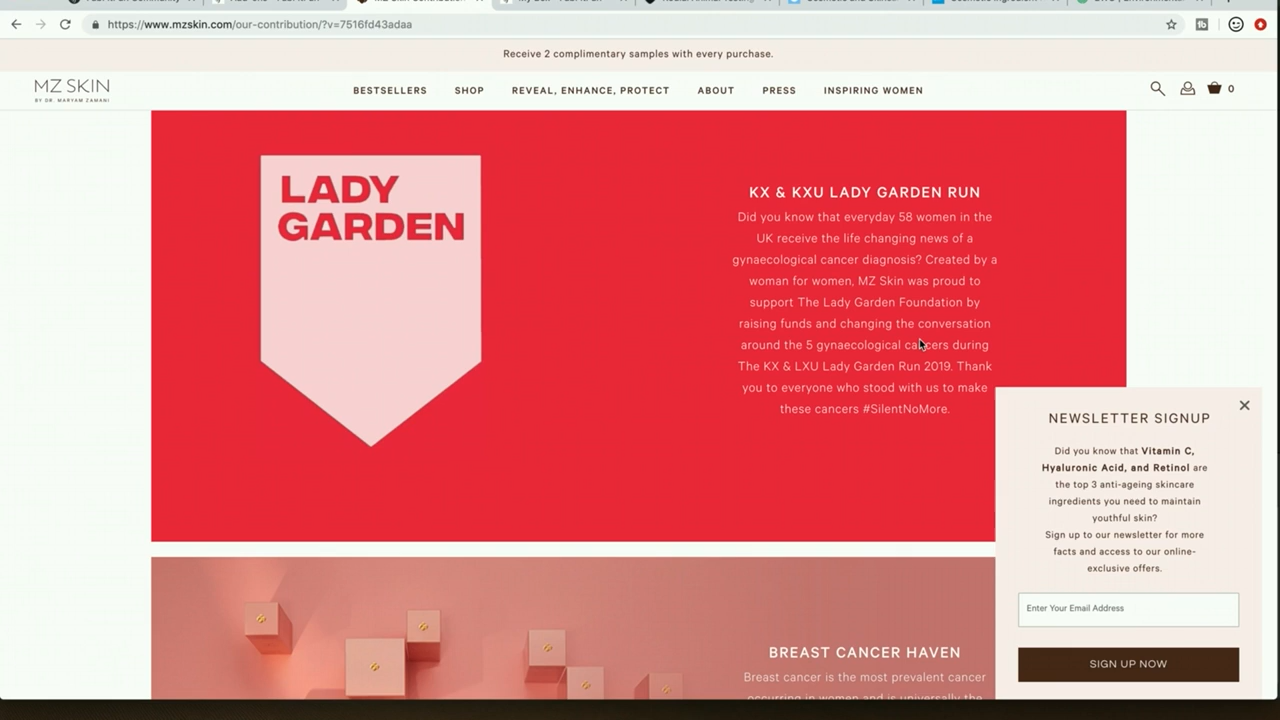 https://www.mzskin.com/our-contribution/?v=7516fd43adaa
Receive 2 complimentary samples with every purchase.
MZ SKIN
BY DR. MARYAM ZAMANI
BESTSELLERS SHOP REVEAL, ENHANCE, PROTECT ABOUT PRESS INSPIRING WOMEN
0
LADY
GARDEN
KX & KXU LADY GARDEN RUN
Did you know that everyday 58 women in the
UK receive the life changing news of a
gynaecological cancer diagnosis? Created by a
woman for women, MZ Skin was proud to
support The Lady Garden Foundation by
raising funds and changing the conversation
around the 5 gynaecological cancers during
The KX & LXU Lady Garden Run 2019. Thank
you to everyone who stood with us to make
these cancers #SilentNoMore.
NEWSLETTER SIGNUP
Did you know that Vitamin C,
Hyaluronic Acid, and Retinol are
the top 3 anti-ageing skincare
ingredients you need to maintain
youthful skin?
Sign up to our newsletter for more
facts and access to our online-
exclusive offers.
Enter Your Email Address
SIGN UP NOW
BREAST CANCER HAVEN
Breast cancer is the most prevalent cancer
occurring in women and is universally the